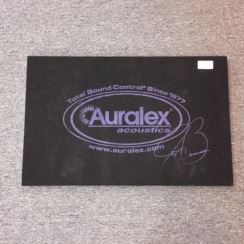 Total Sound Control® Since 1977
Auralex
acoustics
www.auralex.com